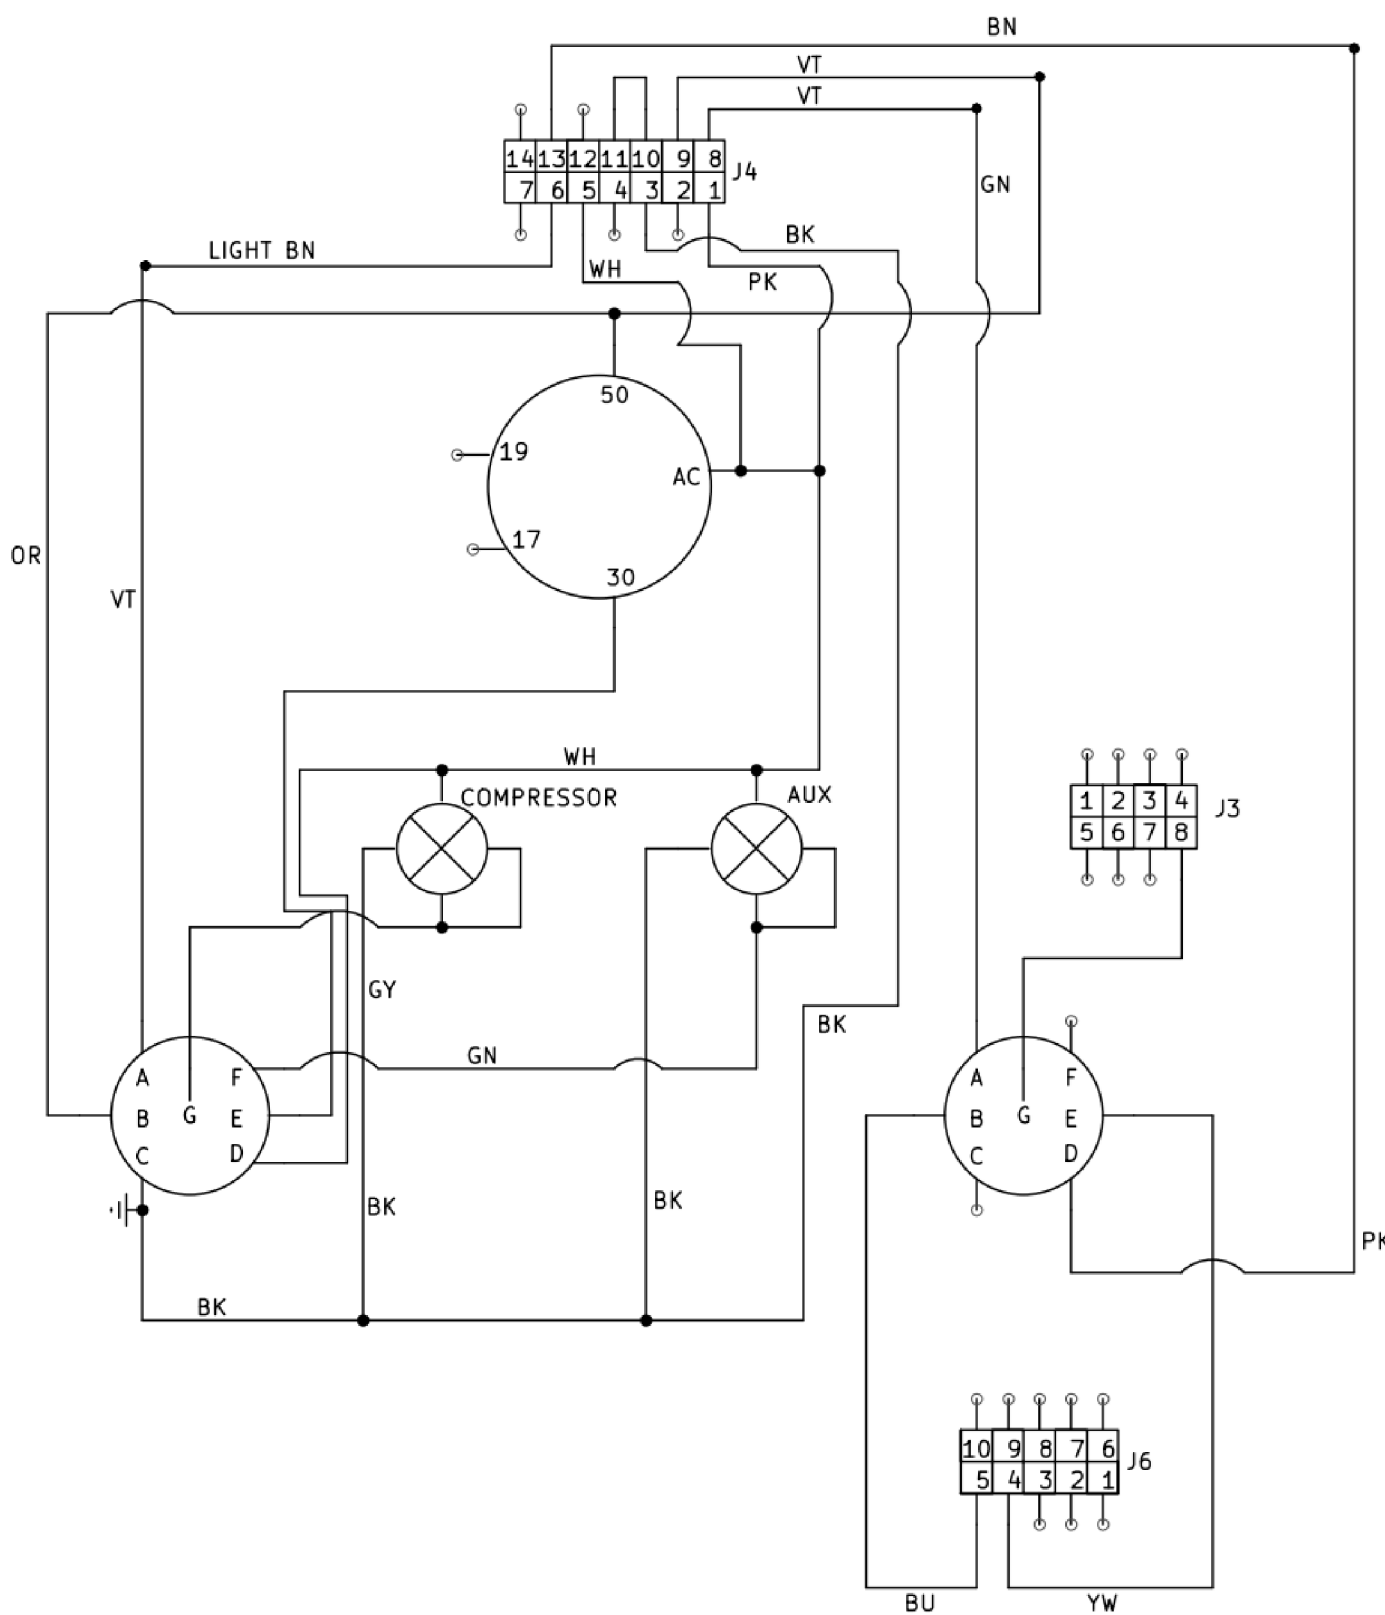 BN
VT
VT
14 13 12 11 10 9 8
J4
7 6 5 4 3 2 1
GN
BK
LIGHT BN
WH
PK
50
19
AC
17
OR
30
VT
WH
COMPRESSOR
AUX
1 2 3 4
J3
5 6 7 8
GY
BK
GN
A F
B G E
C D
A F
B G E
C D
BK
BK
PK
BK
10 9 8 7 6
J6
5 4 3 2 1
BU
YW